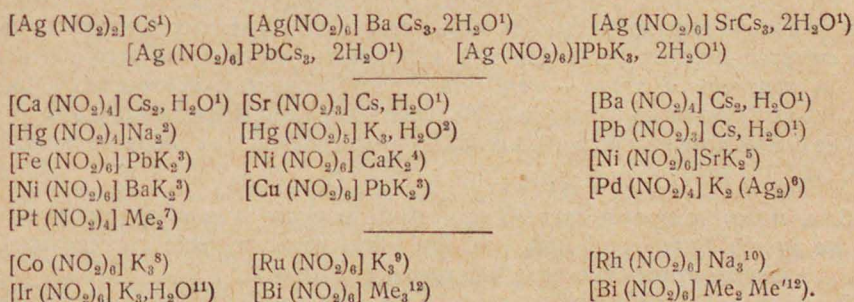 [Ag (NO₂)₂] Cs¹) [Ag(NO₂)₆] Ba Cs₃, 2H₂O¹) [Ag (NO₂)₆] SrCs₃, 2H₂O¹)
[Ag (NO₂)₆] PbCs₃, 2H₂O¹) [Ag (NO₂)₆)]PbK₃, 2H₂O¹)
[Ca (NO₂)₄] Cs₂, H₂O¹) [Sr (NO₂)₃] Cs, H₂O¹) [Ba (NO₂)₄] Cs₂, H₂O¹)
[Hg (NO₂)₄]Na₂²) [Hg (NO₂)₅] K₃, H₂O²) [Pb (NO₂)₃] Cs, H₂O¹)
[Fe (NO₂)₆] PbK₂³) [Ni (NO₂)₆] CaK₂⁴) [Ni (NO₂)₆]SrK₂⁵)
[Ni (NO₂)₆] BaK₂³) [Cu (NO₂)₆] PbK₂³) [Pd (NO₂)₄] K₂ (Ag₂)⁶)
[Pt (NO₂)₄] Me₂⁷)
[Co (NO₂)₆] K₃⁸) [Ru (NO₂)₆] K₃⁹) [Rh (NO₂)₆] Na₃¹⁰)
[Ir (NO₂)₆] K₃,H₂O¹¹) [Bi (NO₂)₆] Me₃¹²) [Bi (NO₂)₆] Me₂ Me'¹²).